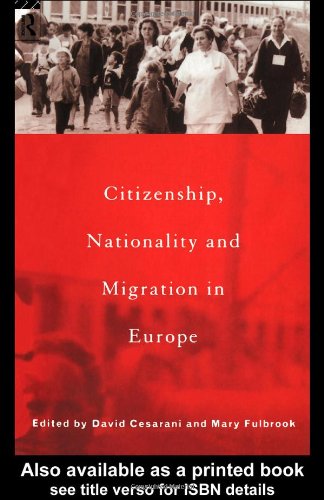 R
Citizenship,
Nationality and
Migration in
Europe
Edited by David Cesarani and Mary Fulbrook
Also available as a printed book
see title verso for ISBN details